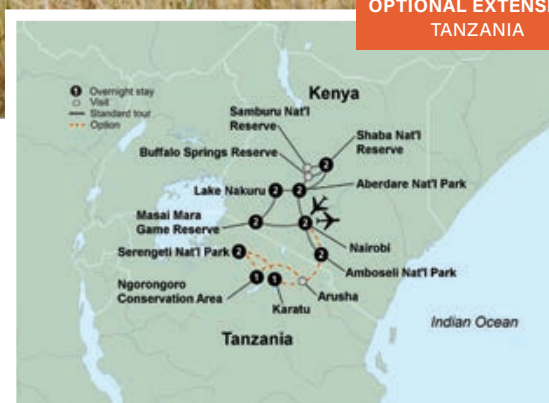 OPTIONAL EXTENS
TANZANIA
1 Overnight stay
Visit
Standard tour
Option
Kenya
Samburu Nat'l
Reserve
Shaba Nat'l
Reserve
Buffalo Springs Reserve
Lake Nakuru
2
2
2
Aberdare Nat'l Park
Masai Mara
Game Reserve
2
2
Nairobi
Serengeti Nat'l Park
2
2
Amboseli Nat'l Park
Ngorongoro
Conservation Area
1
1
Karatu
Arusha
Tanzania
Indian Ocean